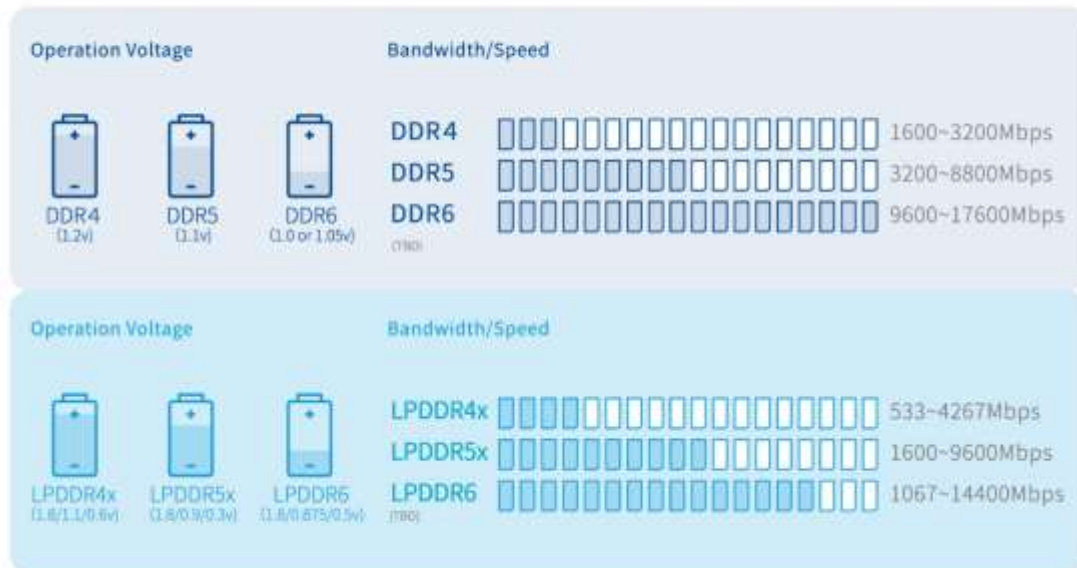 Operation Voltage
Bandwidth/Speed
DDR4
(1.2v)
DDR5
(1.1v)
DDR6
(1.0 or 1.05v)
DDR4 1600~3200Mbps
DDR5 3200~8800Mbps
DDR6 9600~17600Mbps
(TBD)
Operation Voltage
Bandwidth/Speed
LPDDR4x
(1.8/1.1/0.6v)
LPDDR5x
(1.8/0.9/0.3v)
LPDDR6
(1.8/0.875/0.5v)
LPDDR4x 533~4267Mbps
LPDDR5x 1600~9600Mbps
LPDDR6 1067~14400Mbps
(TBD)